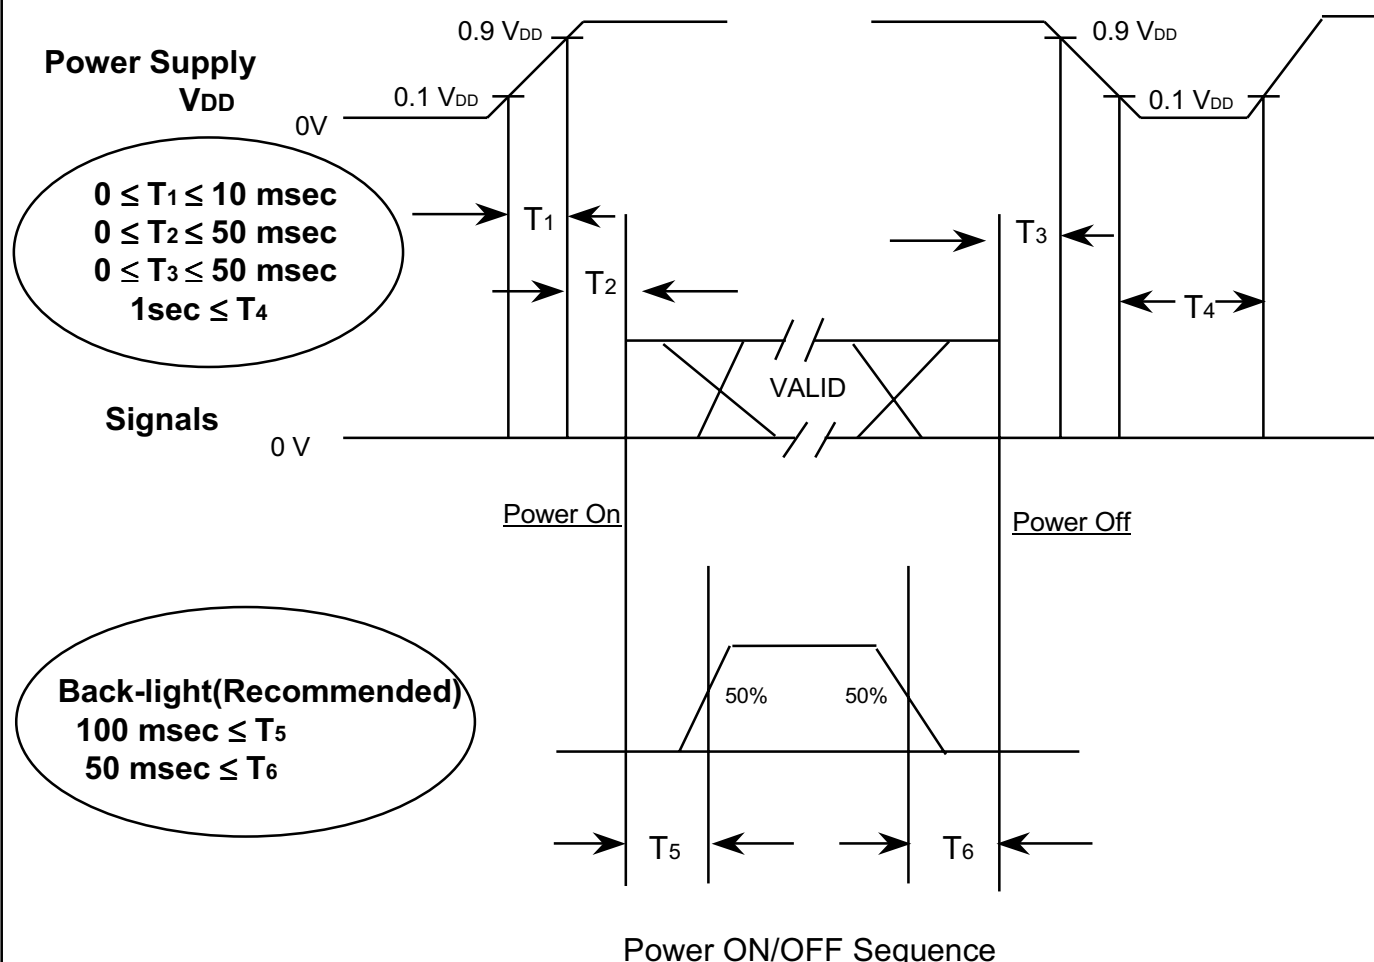 0.9 VDD
0.9 VDD
Power Supply
VDD
0.1 VDD
0.1 VDD
0V
0 ≤ T1 ≤ 10 msec
0 ≤ T2 ≤ 50 msec
0 ≤ T3 ≤ 50 msec
1sec ≤ T4
T1
T3
T2
T4
VALID
Signals
0 V
Power On
Power Off
Back-light(Recommended)
100 msec ≤ T5
50 msec ≤ T6
50%
50%
T5
T6
Power ON/OFF Sequence